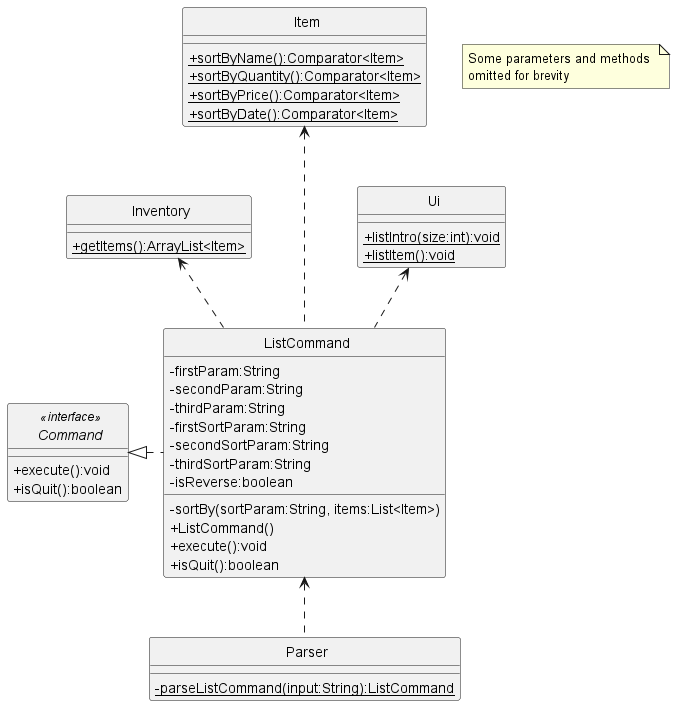 Item
+sortByName():Comparator<Item>
+sortByQuantity():Comparator<Item>
+sortByPrice():Comparator<Item>
+sortByDate():Comparator<Item>
Some parameters and methods
omitted for brevity
Inventory
+getItems():ArrayList<Item>
Ui
+listIntro(size:int):void
+listItem():void
ListCommand
-firstParam:String
-secondParam:String
-thirdParam:String
-firstSortParam:String
-secondSortParam:String
-thirdSortParam:String
-isReverse:boolean
-sortBy(sortParam:String, items:List<Item>)
+ListCommand()
+execute():void
+isQuit():boolean
«interface»
Command
+execute():void
+isQuit():boolean
Parser
-parseListCommand(input:String):ListCommand